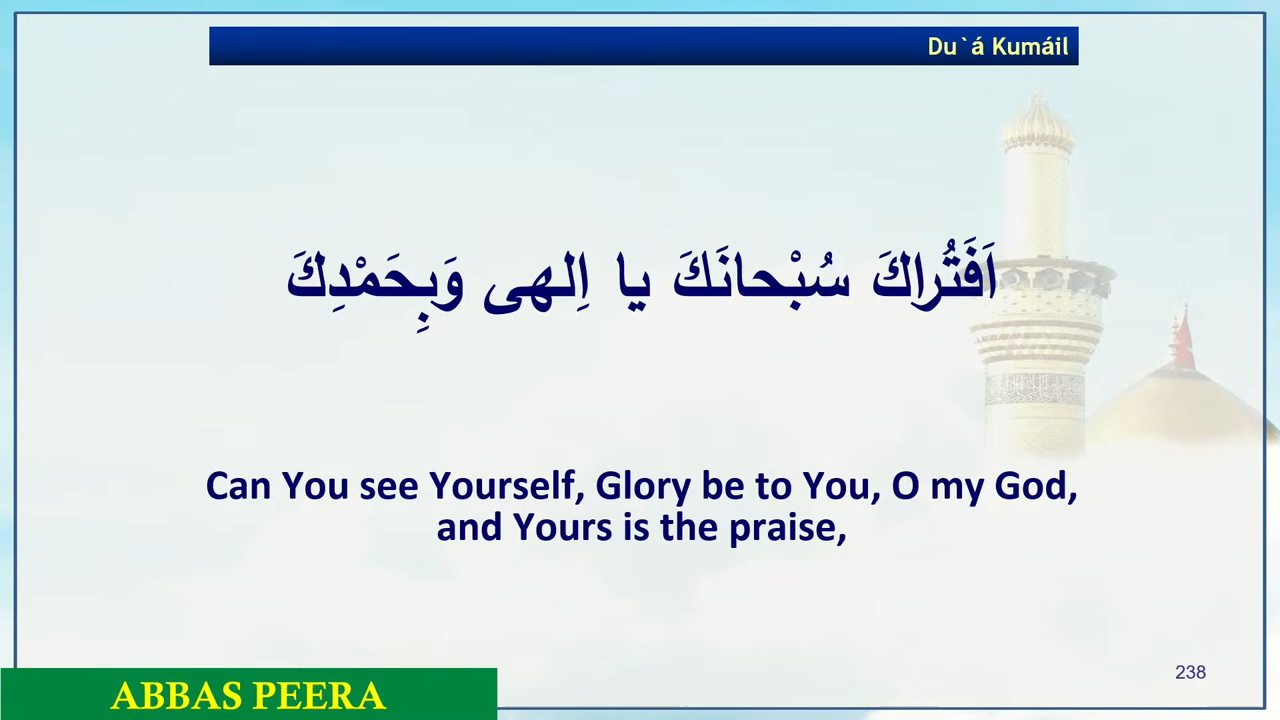 Du`á Kumáil
اَفَتُراكَ سُبْحانَكَ يا اِلهى وَبِحَمْدِكَ
Can You see Yourself, Glory be to You, O my God,
and Yours is the praise,
238
ABBAS PEERA